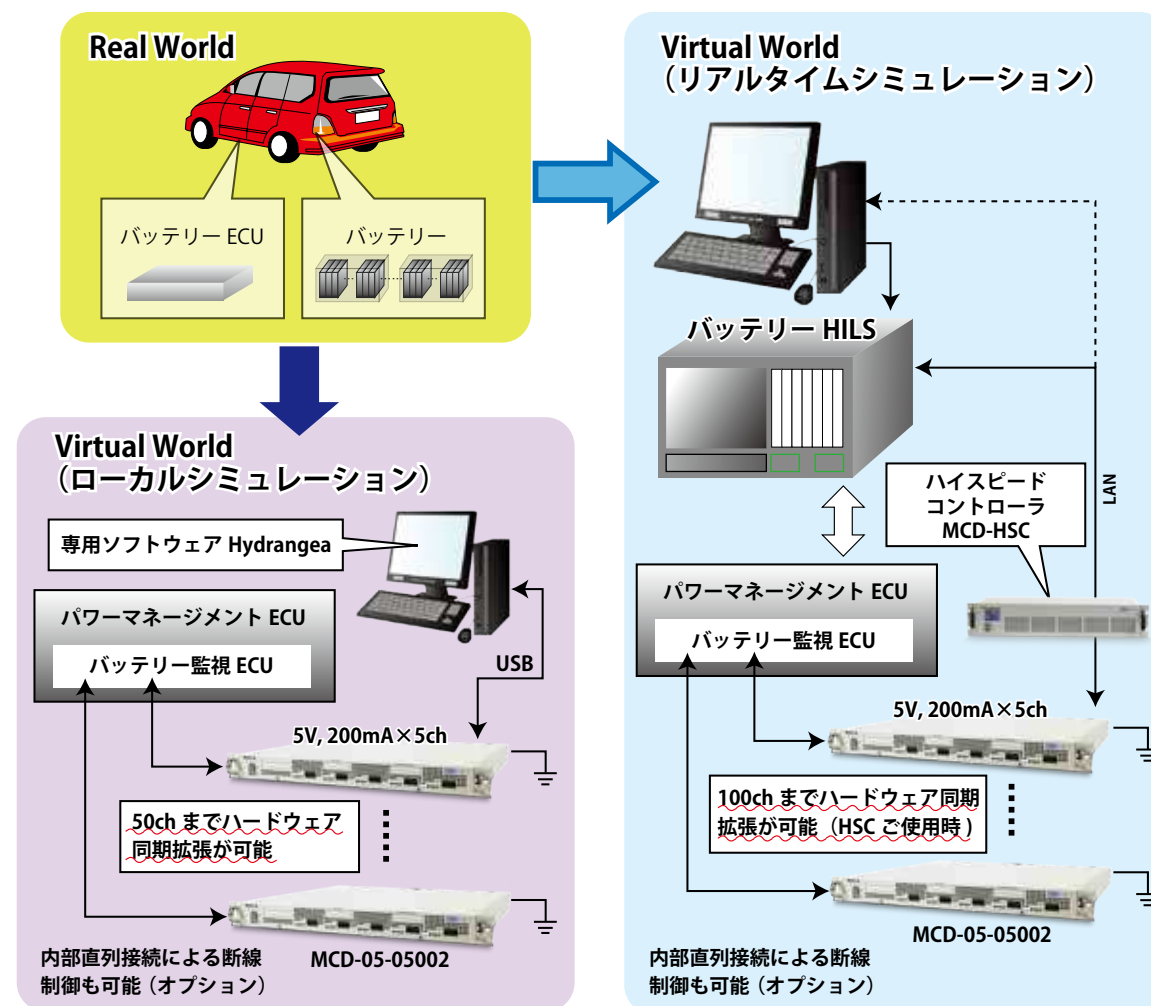 Real World
バッテリー ECU
バッテリー
Virtual World
（ローカルシミュレーション）
専用ソフトウェア Hydrangea
パワーマネージメント ECU
バッテリー監視 ECU
USB
5V, 200mA×5ch
50ch までハードウェア
同期拡張が可能
MCD-05-05002
内部直列接続による断線
制御も可能（オプション）
Virtual World
（リアルタイムシミュレーション）
バッテリー HILS
ハイスピード
コントローラ
MCD-HSC
LAN
パワーマネージメント ECU
バッテリー監視 ECU
5V, 200mA×5ch
100ch までハードウェア同期
拡張が可能（HSC ご使用時 )
MCD-05-05002
内部直列接続による断線
制御も可能（オプション）